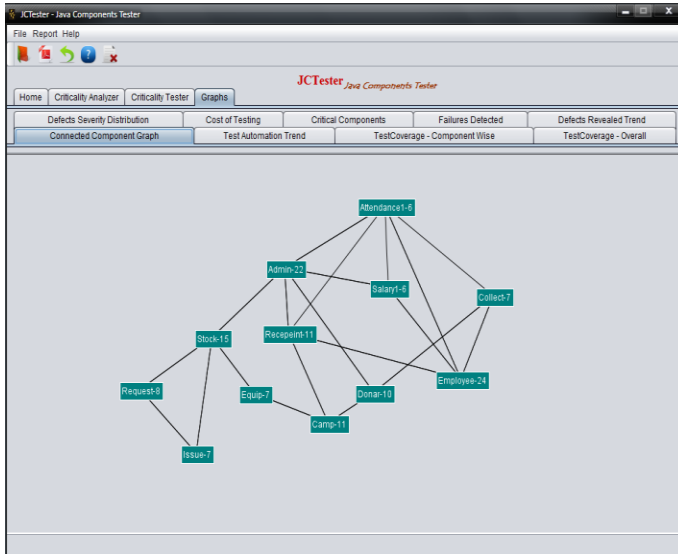 JCTester - Java Components Tester
File Report Help
JCTester Java Components Tester
Home Criticality Analyzer Criticality Tester Graphs
Defects Severity Distribution Cost of Testing Critical Components Failures Detected Defects Revealed Trend
Connected Component Graph Test Automation Trend TestCoverage - Component Wise TestCoverage - Overall
Attendance1-6
Admin-22
Salary1-6
Collect-7
Stock-15
Recepeint-11
Employee-24
Request-8
Equip-7
Donar-10
Camp-11
Issue-7